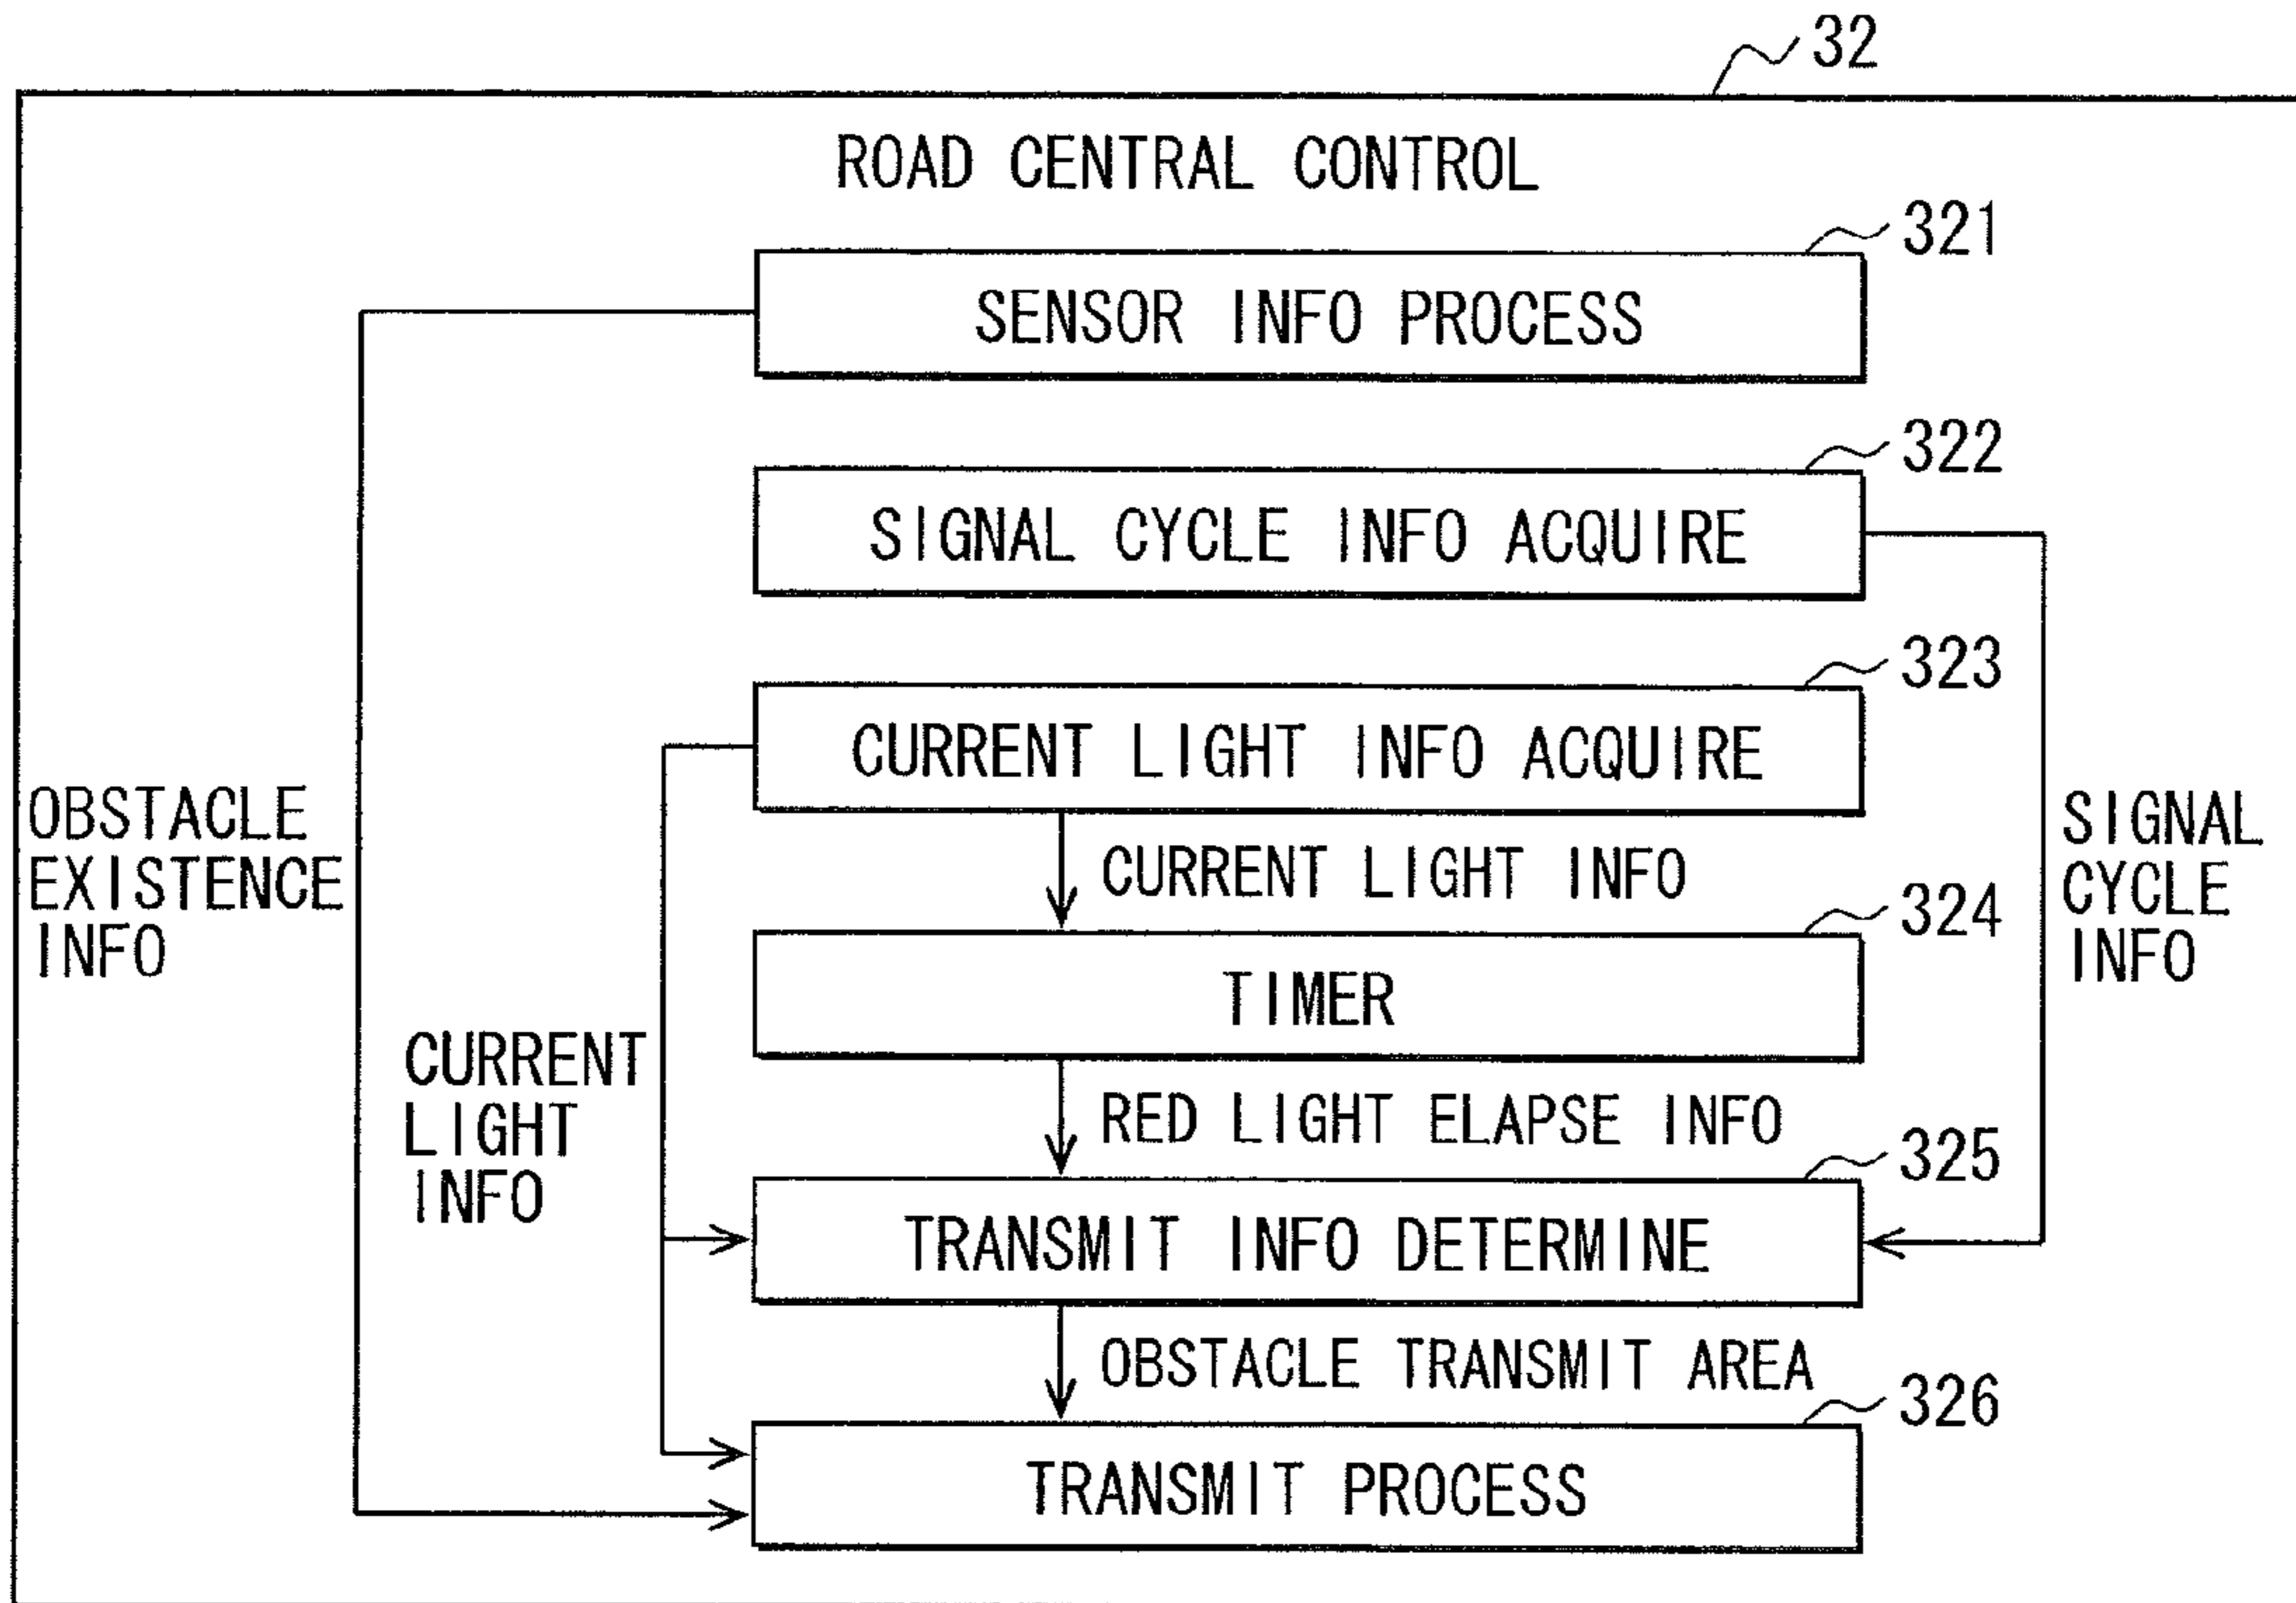 32
ROAD CENTRAL CONTROL
321
SENSOR INFO PROCESS
322
SIGNAL CYCLE INFO ACQUIRE
323
CURRENT LIGHT INFO ACQUIRE
OBSTACLE
EXISTENCE
INFO
CURRENT LIGHT INFO
SIGNAL
CYCLE
INFO
324
TIMER
CURRENT
LIGHT
INFO
RED LIGHT ELAPSE INFO
325
TRANSMIT INFO DETERMINE
OBSTACLE TRANSMIT AREA
326
TRANSMIT PROCESS